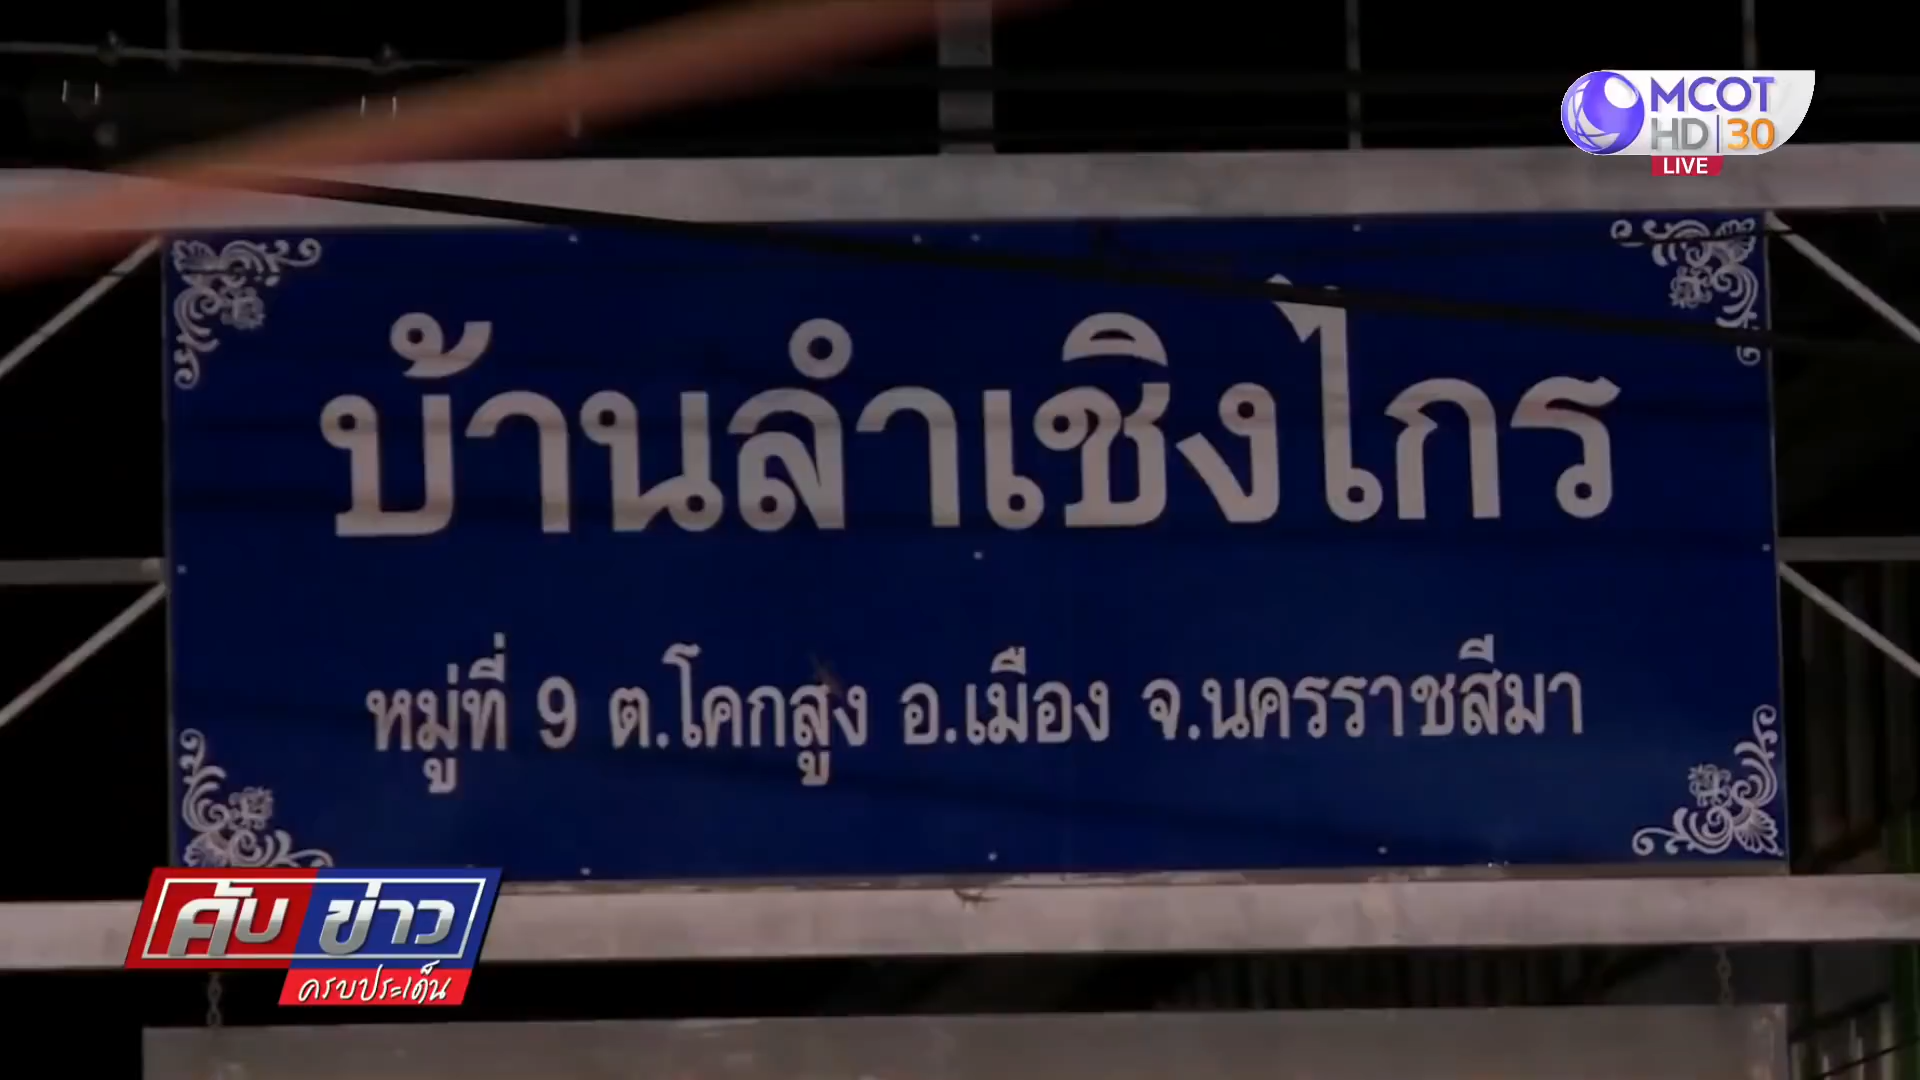 MCOT
HD 30
LIVE
บ้านลำเชิงไกร
หมู่ที่ 9 ต.โคกสูง อ.เมือง จ.นครราชสีมา
คับข่าว
ครบประเด็น